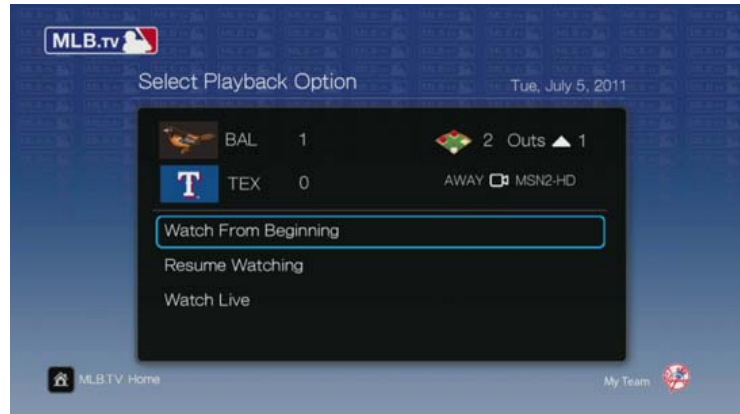 MLB.TV
Select Playback Option
Tue, July 5, 2011
BAL 1
2 Outs ▲ 1
T TEX 0
AWAY MSN2-HD
Watch From Beginning
Resume Watching
Watch Live
MLB.TV Home
My Team